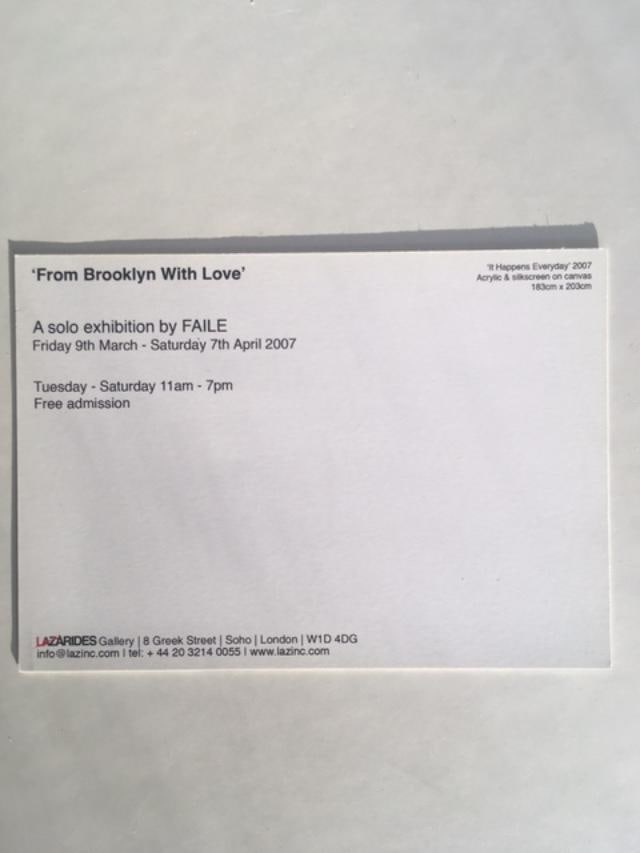 'From Brooklyn With Love'
'It Happens Everyday' 2007
Acrylic & silkscreen on canvas
183cm x 203cm
A solo exhibition by FAILE
Friday 9th March - Saturday 7th April 2007
Tuesday - Saturday 11am - 7pm
Free admission
LAZARIDES Gallery | 8 Greek Street | Soho | London | W1D 4DG
info@lazinc.com | tel: + 44 20 3214 0055 | www.lazinc.com